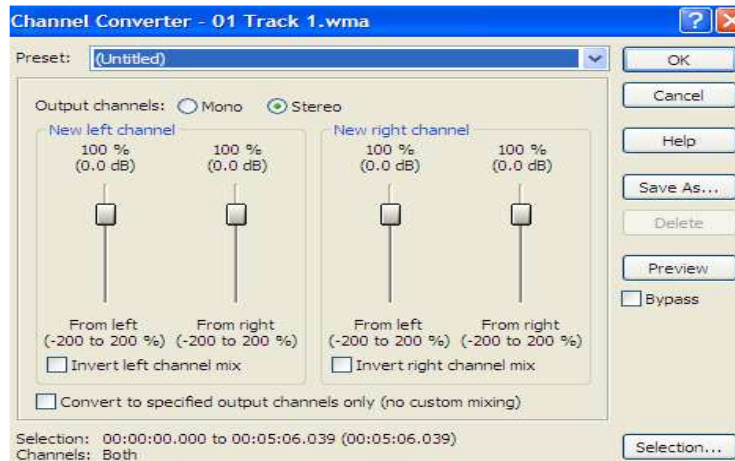 Channel Converter - 01 Track 1.wma
Preset: (Untitled)
OK
Cancel
Help
Save As...
Delete
Preview
Bypass
Output channels: Mono Stereo
New left channel
100 % 100 %
(0.0 dB) (0.0 dB)
From left From right
(-200 to 200 %) (-200 to 200 %)
Invert left channel mix
New right channel
100 % 100 %
(0.0 dB) (0.0 dB)
From left From right
(-200 to 200 %) (-200 to 200 %)
Invert right channel mix
Convert to specified output channels only (no custom mixing)
Selection: 00:00:00.000 to 00:05:06.039 (00:05:06.039)
Channels: Both
Selection...